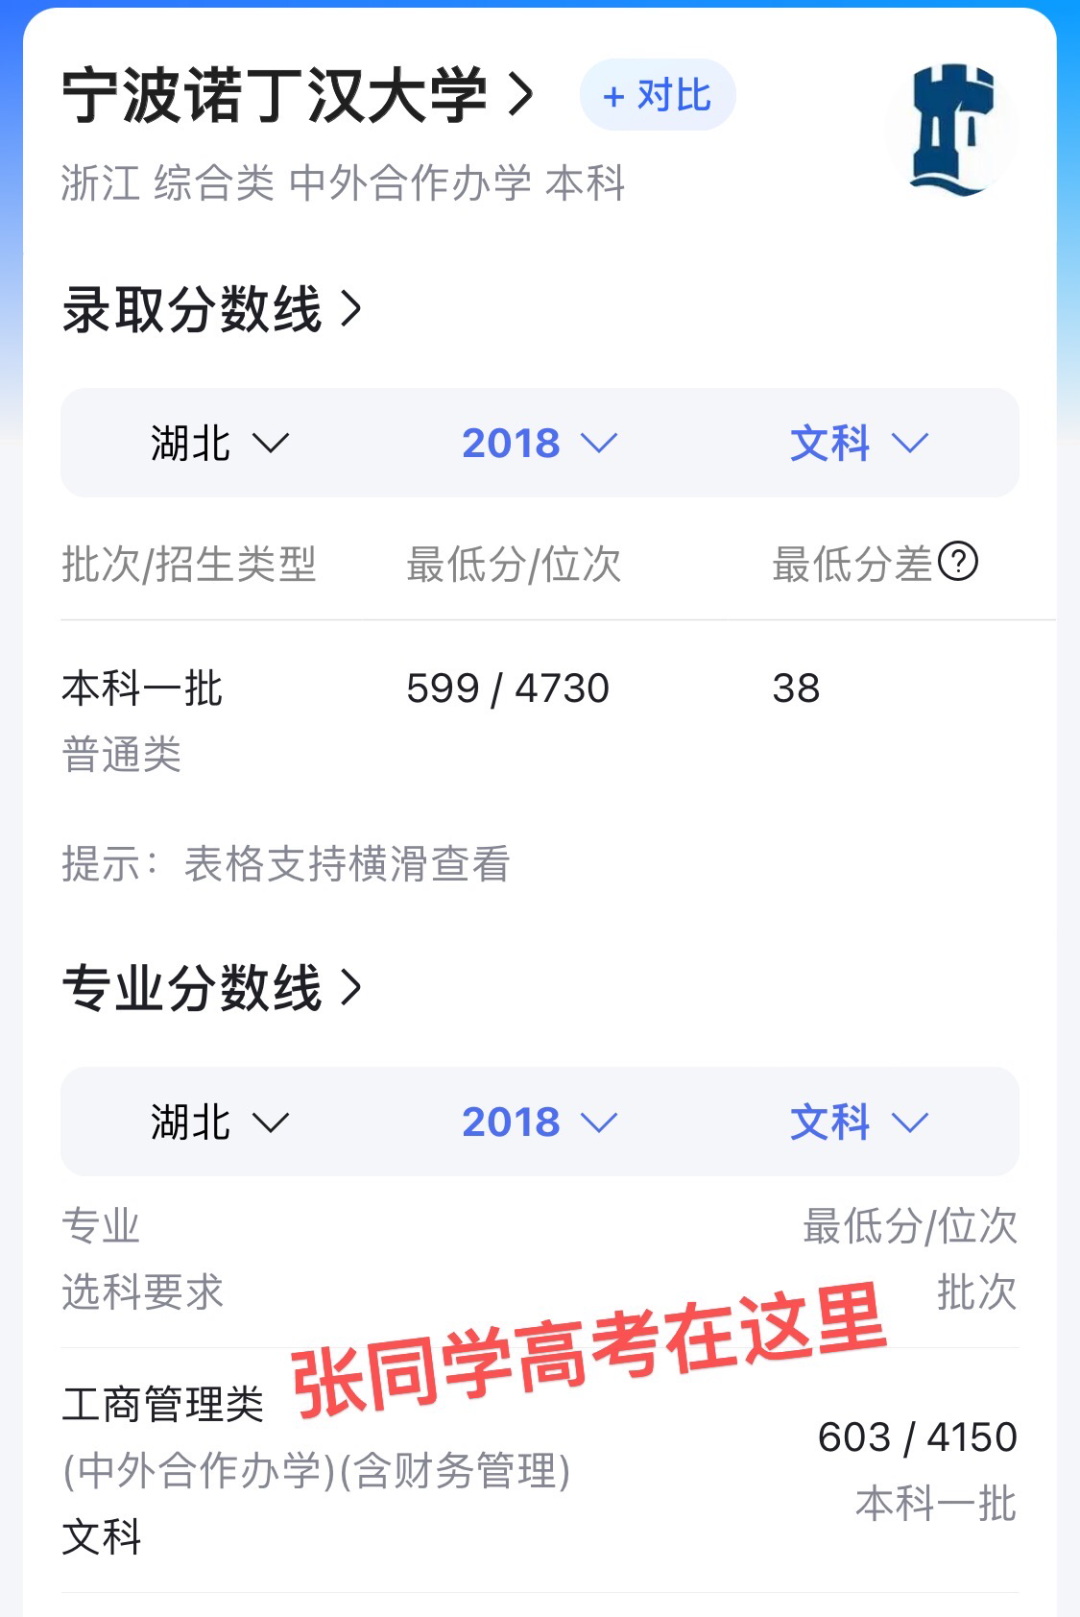 宁波诺丁汉大学 >
+ 对比
浙江 综合类 中外合作办学 本科
录取分数线 >
湖北 2018 文科
批次/招生类型 最低分/位次 最低分差?
本科一批 599 / 4730 38
普通类
提示：表格支持横滑查看
专业分数线 >
湖北 2018 文科
专业 最低分/位次
选科要求 批次
张同学高考在这里
工商管理类
603 / 4150
(中外合作办学)(含财务管理)
本科一批
文科